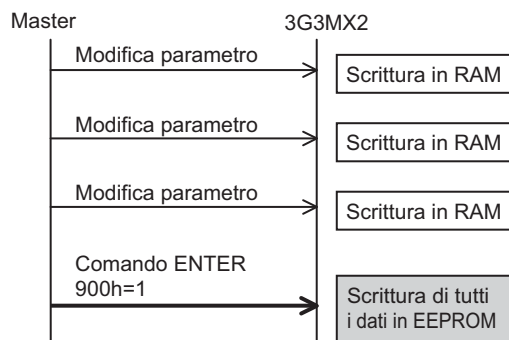 Master
3G3MX2
Modifica parametro
Scrittura in RAM
Modifica parametro
Scrittura in RAM
Modifica parametro
Scrittura in RAM
Comando ENTER
900h=1
Scrittura di tutti
i dati in EEPROM